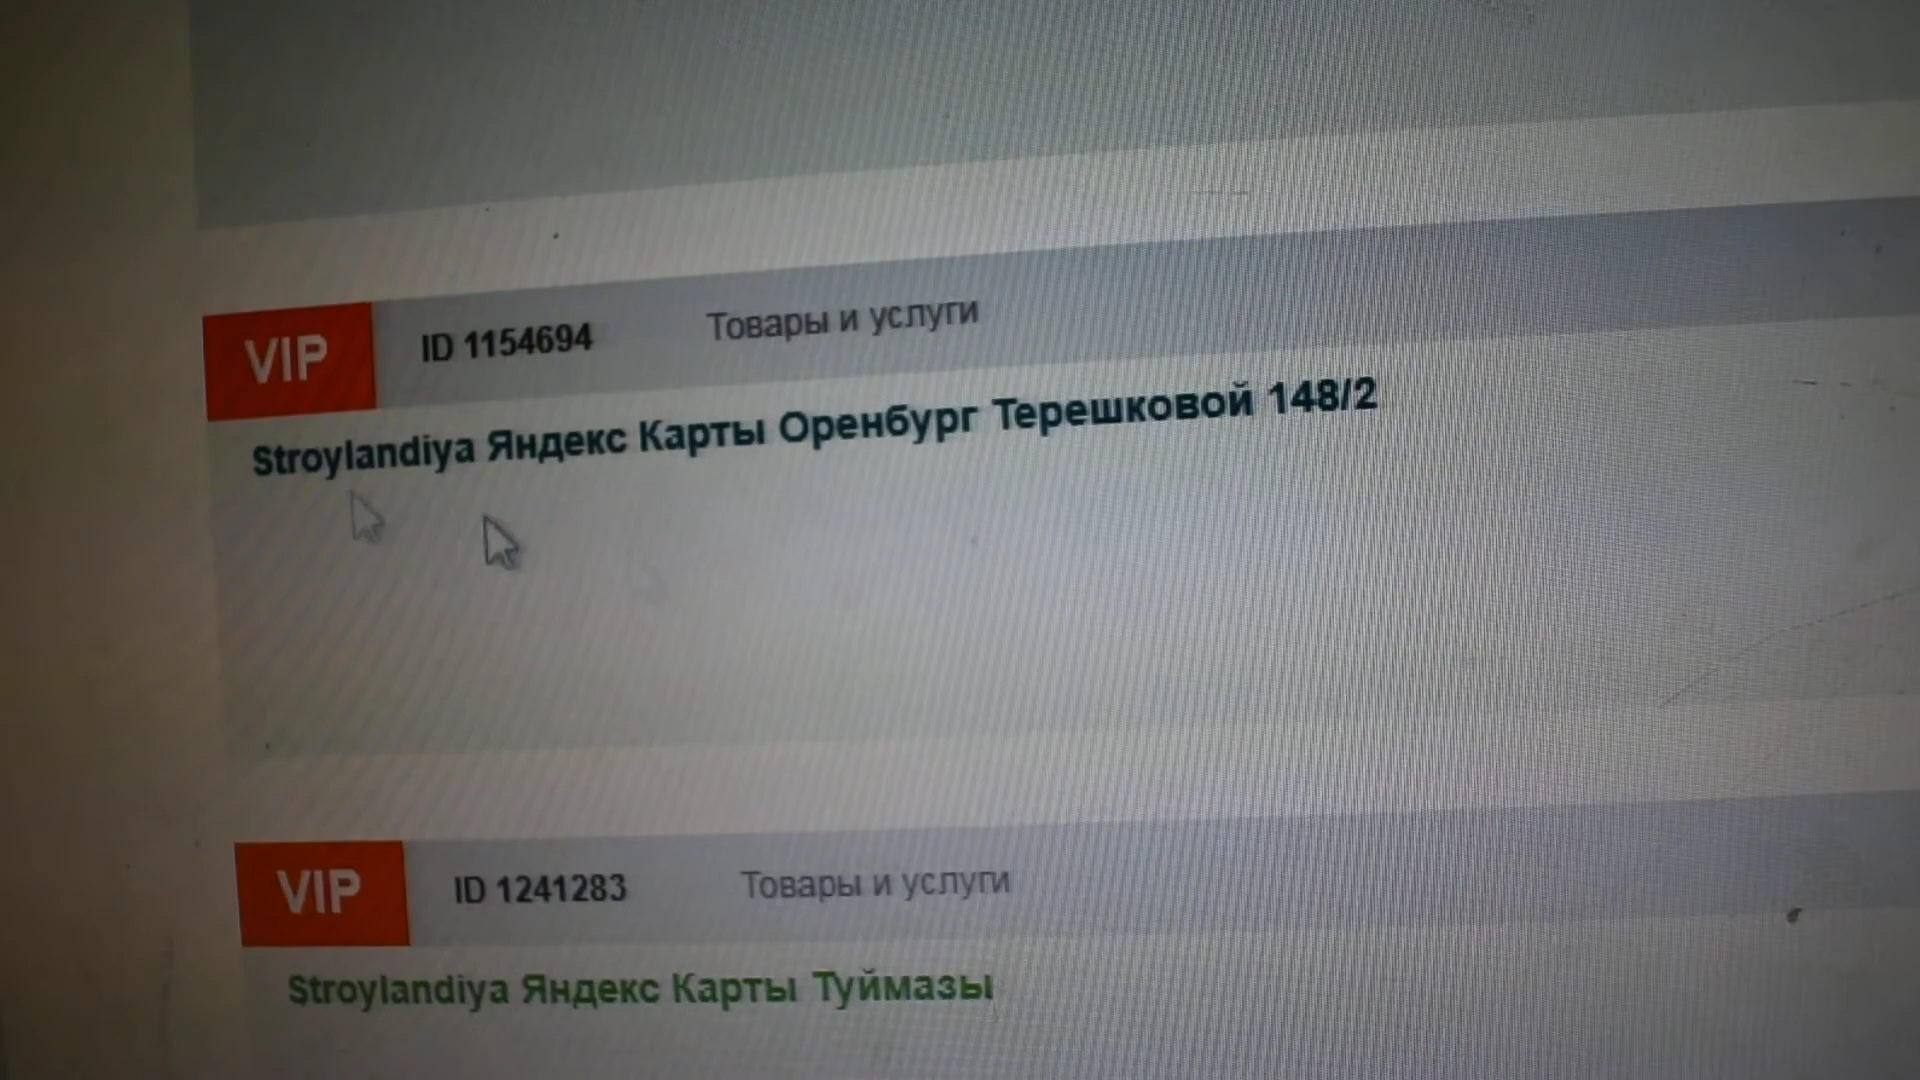 VIP ID 1154694 Товары и услуги
Stroylandiya Яндекс Карты Оренбург Терешковой 148/2
VIP ID 1241283 Товары и услуги
Stroylandiya Яндекс Карты Туймазы